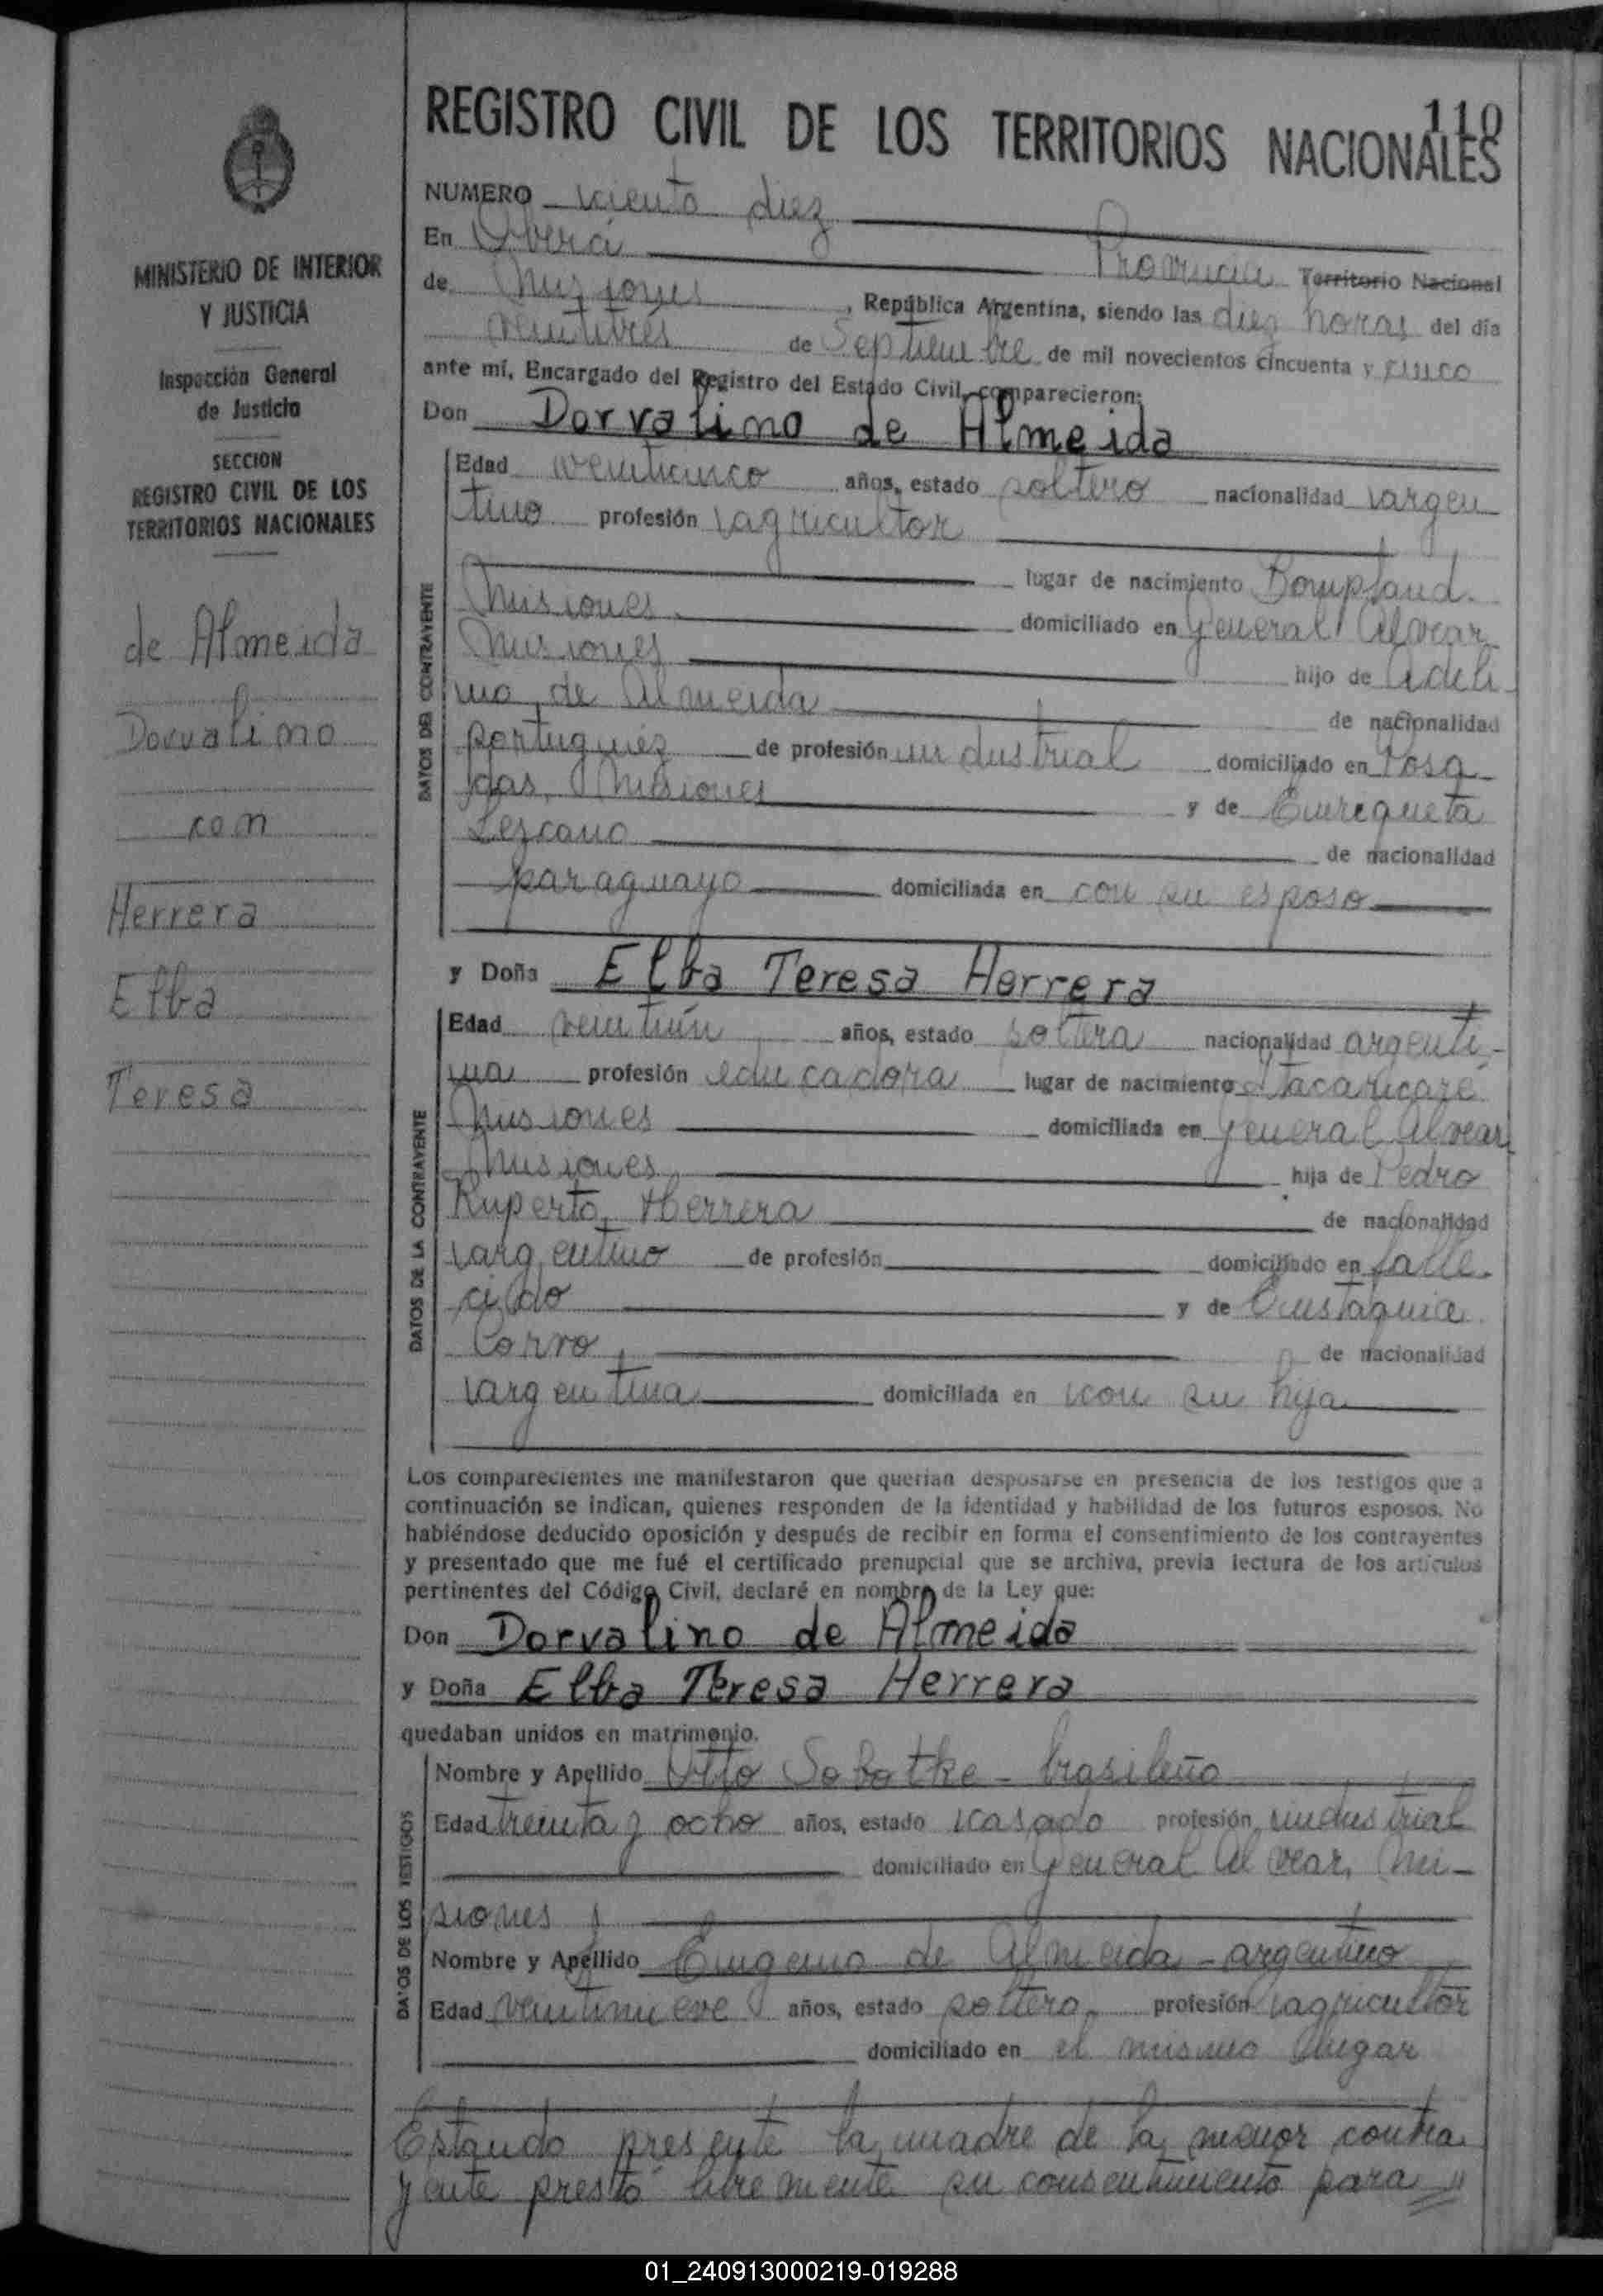 110
REGISTRO CIVIL DE LOS TERRITORIOS NACIONALES
MINISTERIO DE INTERIOR
Y JUSTICIA
Inspección General
de Justicia
SECCION
REGISTRO CIVIL DE LOS
TERRITORIOS NACIONALES
de Almeida
Dorvalino
con
Herrera
Elba
Teresa
NUMERO ciento diez
En Oberá Provincia Territorio Nacional
de Misiones, República Argentina, siendo las diez horas del día
veintitrés de Septiembre de mil novecientos cincuenta y cinco
ante mí, Encargado del Registro del Estado Civil, comparecieron:
Don Dorvalino de Almeida
DATOS DEL CONTRAYENTE
Edad veinticinco años, estado soltero nacionalidad argen
tino profesión agricultor
lugar de nacimiento Bompland.
Misiones domiciliado en General Alvear
Misiones hijo de Adeli
no de Almeida de nacionalidad
portuguéz de profesión industrial domiciliado en Posa
das, Misiones y de Enriqueta
Lezcano de nacionalidad
paraguayo domiciliada en con su esposo
y Doña Elba Teresa Herrera
DATOS DE LA CONTRAYENTE
Edad veintiún años, estado soltera nacionalidad argenti-
na profesión educadora lugar de nacimiento Itacaruaré
Misiones domiciliada en General Alvear
Misiones hija de Pedro
Ruperto Herrera de nacionalidad
argentino de profesión domiciliado en falle-
cido y de Eustaquia
Corvo, de nacionalidad
argentina domiciliada en con su hija
Los comparecientes me manifestaron que querían desposarse en presencia de los testigos que a
continuación se indican, quienes responden de la identidad y habilidad de los futuros esposos. No
habiéndose deducido oposición y después de recibir en forma el consentimiento de los contrayentes
y presentado que me fué el certificado prenupcial que se archiva, previa lectura de los artículos
pertinentes del Código Civil, declaré en nombre de la Ley que:
Don Dorvalino de Almeida
y Doña Elba Teresa Herrera
quedaban unidos en matrimonio.
DATOS DE LOS TESTIGOS
Nombre y Apellido Otto Sobotke - brasileño
Edad treinta y ocho años, estado casado profesión industrial
domiciliado en General Alvear, Mi-
siones y
Nombre y Apellido Eugenio de Almeida - argentino
Edad veintinueve años, estado soltero, profesión agricultor
domiciliado en el mismo lugar
Estando presente la madre de la menor contra
yente prestó libremente su consentimiento para //
01_240913000219-019288